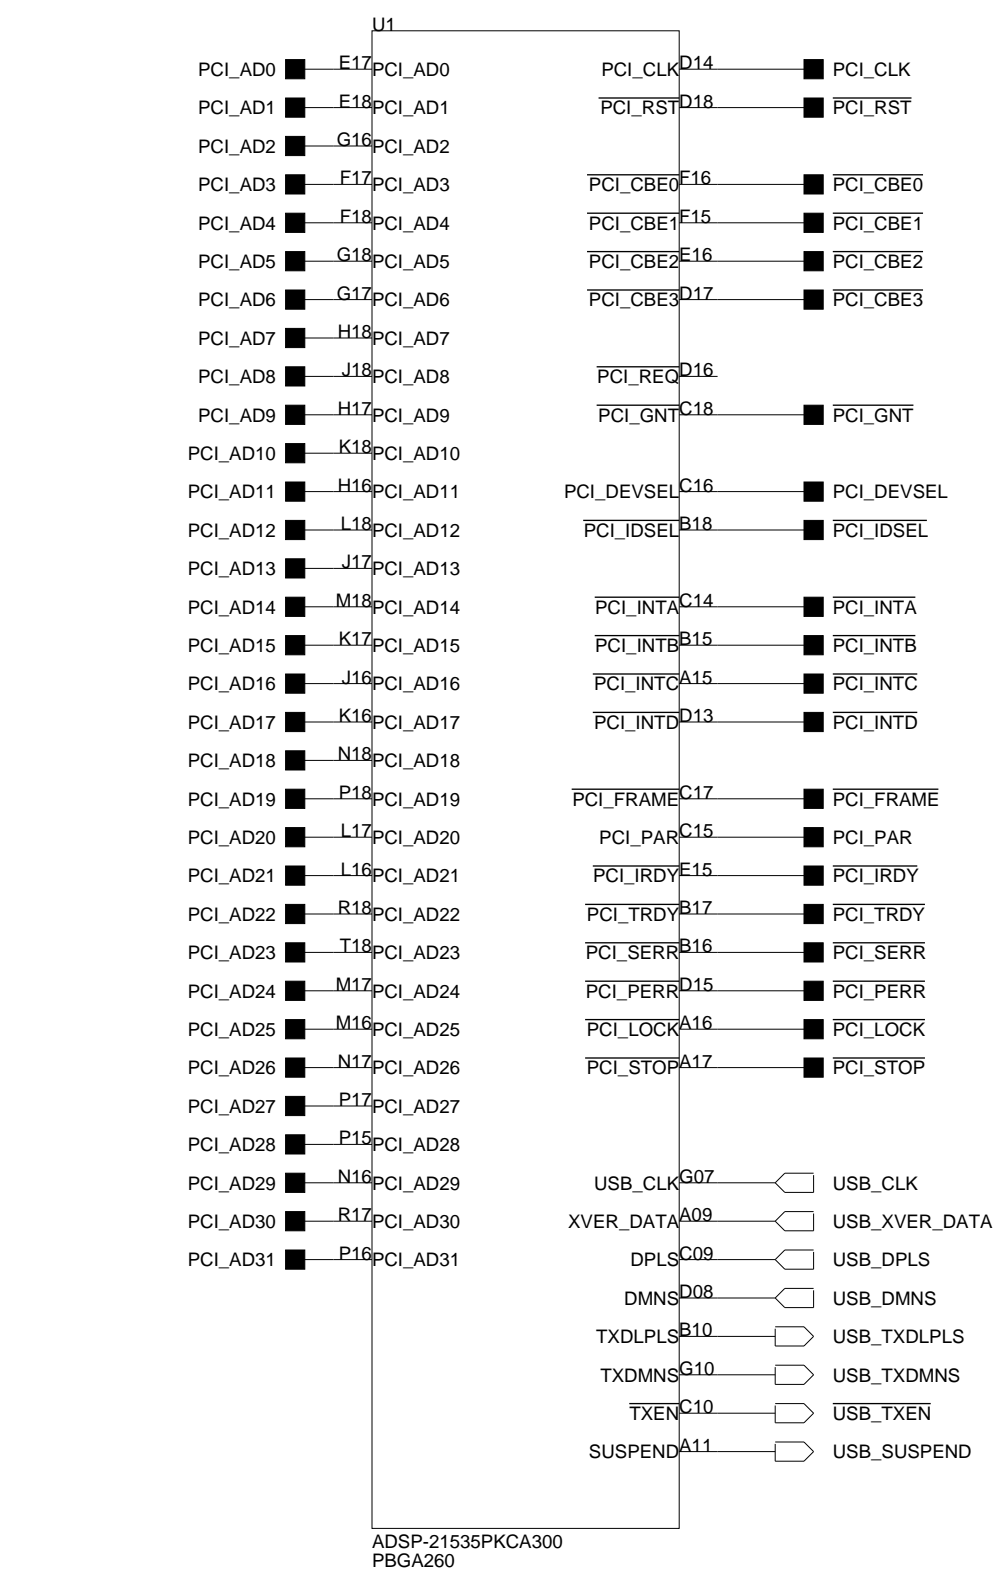 U1
PCI_AD0 E17 PCI_AD0 PCI_CLK D14 PCI_CLK
PCI_AD1 E18 PCI_AD1 PCI_RST D18 PCI_RST
PCI_AD2 G16 PCI_AD2
PCI_AD3 F17 PCI_AD3 PCI_CBE0 F16 PCI_CBE0
PCI_AD4 F18 PCI_AD4 PCI_CBE1 F15 PCI_CBE1
PCI_AD5 G18 PCI_AD5 PCI_CBE2 E16 PCI_CBE2
PCI_AD6 G17 PCI_AD6 PCI_CBE3 D17 PCI_CBE3
PCI_AD7 H18 PCI_AD7
PCI_AD8 J18 PCI_AD8 PCI_REQ D16
PCI_AD9 H17 PCI_AD9 PCI_GNT C18 PCI_GNT
PCI_AD10 K18 PCI_AD10
PCI_AD11 H16 PCI_AD11 PCI_DEVSEL C16 PCI_DEVSEL
PCI_AD12 L18 PCI_AD12 PCI_IDSEL B18 PCI_IDSEL
PCI_AD13 J17 PCI_AD13
PCI_AD14 M18 PCI_AD14 PCI_INTA C14 PCI_INTA
PCI_AD15 K17 PCI_AD15 PCI_INTB B15 PCI_INTB
PCI_AD16 J16 PCI_AD16 PCI_INTC A15 PCI_INTC
PCI_AD17 K16 PCI_AD17 PCI_INTD D13 PCI_INTD
PCI_AD18 N18 PCI_AD18
PCI_AD19 P18 PCI_AD19 PCI_FRAME C17 PCI_FRAME
PCI_AD20 L17 PCI_AD20 PCI_PAR C15 PCI_PAR
PCI_AD21 L16 PCI_AD21 PCI_IRDY E15 PCI_IRDY
PCI_AD22 R18 PCI_AD22 PCI_TRDY B17 PCI_TRDY
PCI_AD23 T18 PCI_AD23 PCI_SERR B16 PCI_SERR
PCI_AD24 M17 PCI_AD24 PCI_PERR D15 PCI_PERR
PCI_AD25 M16 PCI_AD25 PCI_LOCK A16 PCI_LOCK
PCI_AD26 N17 PCI_AD26 PCI_STOP A17 PCI_STOP
PCI_AD27 P17 PCI_AD27
PCI_AD28 P15 PCI_AD28
PCI_AD29 N16 PCI_AD29 USB_CLK G07 USB_CLK
PCI_AD30 R17 PCI_AD30 XVER_DATA A09 USB_XVER_DATA
PCI_AD31 P16 PCI_AD31 DPLS C09 USB_DPLS
DMNS D08 USB_DMNS
TXDLPLS B10 USB_TXDLPLS
TXDMNS G10 USB_TXDMNS
TXEN C10 USB_TXEN
SUSPEND A11 USB_SUSPEND
ADSP-21535PKCA300
PBGA260